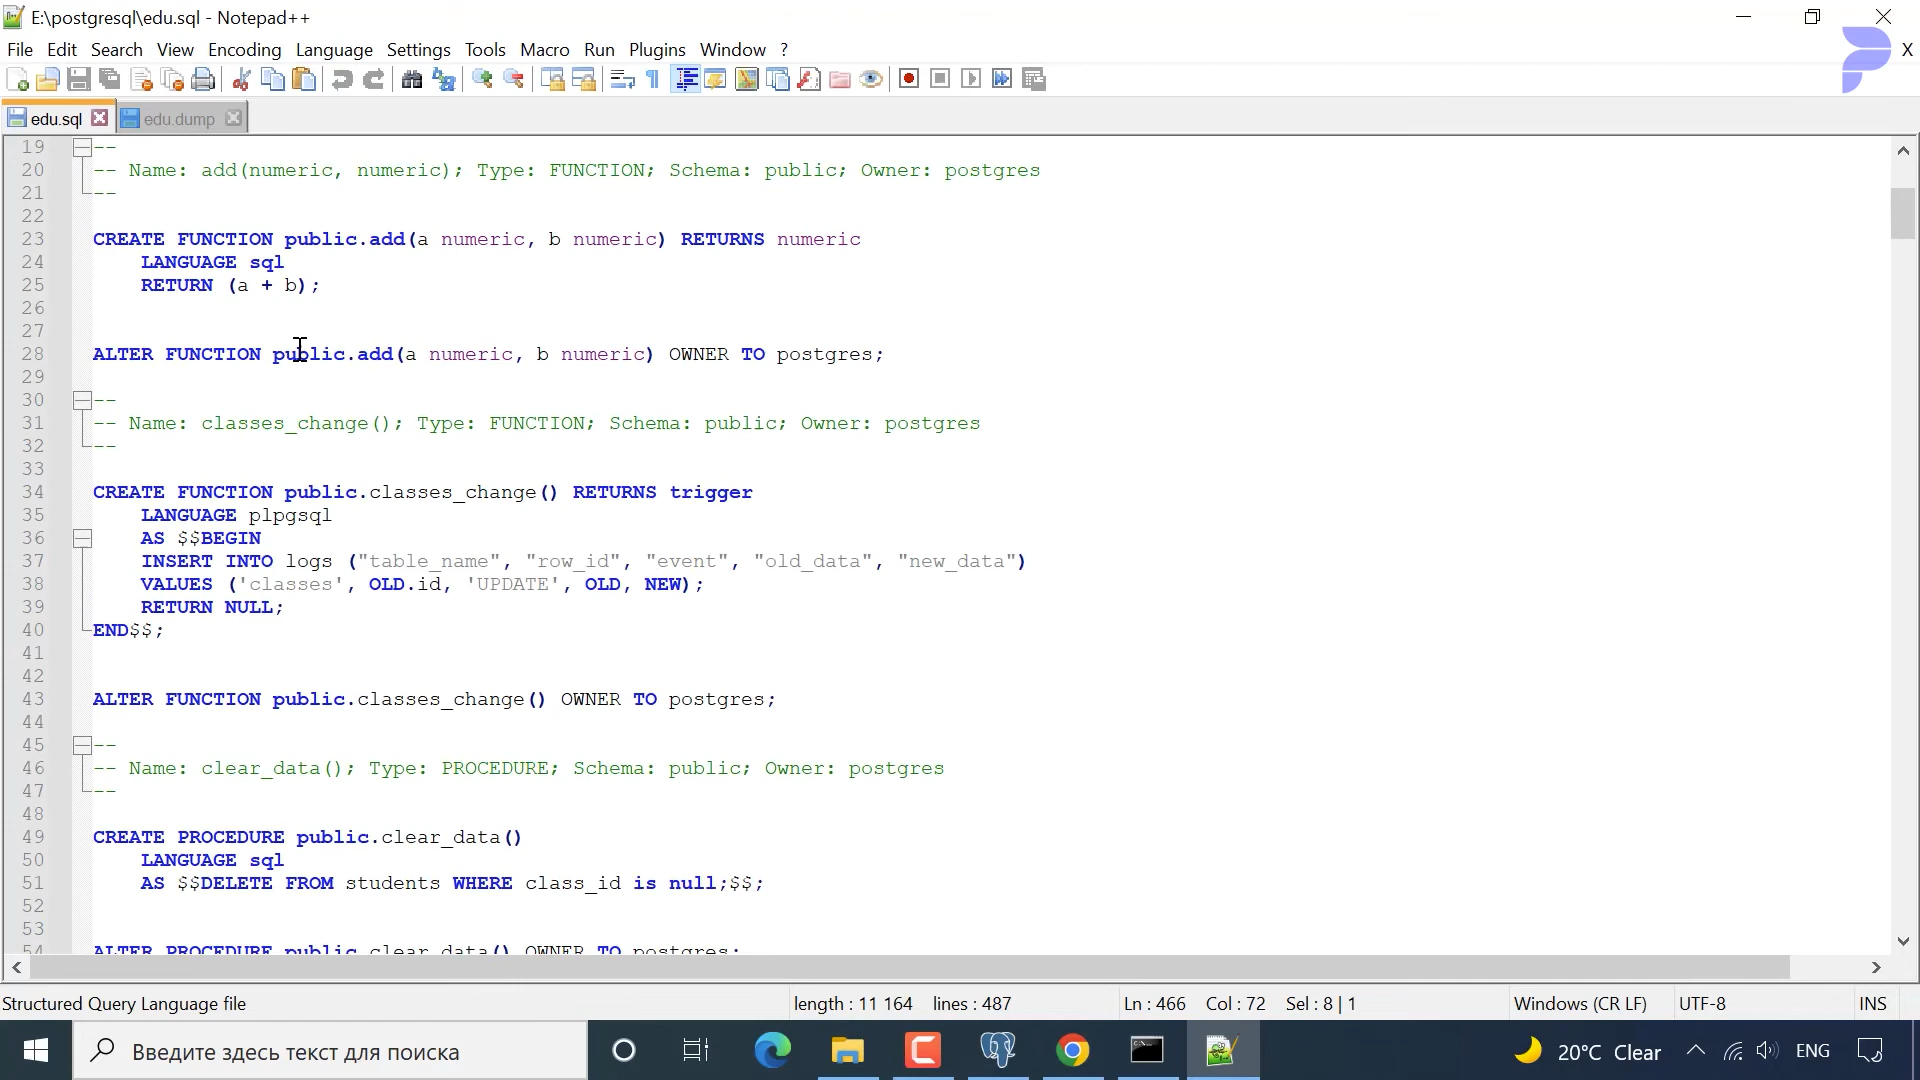 E:\postgresql\edu.sql - Notepad++
File Edit Search View Encoding Language Settings Tools Macro Run Plugins Window ? X
edu.sql edu.dump
19 --
20 -- Name: add(numeric, numeric); Type: FUNCTION; Schema: public; Owner: postgres
21 --
22
23 CREATE FUNCTION public.add(a numeric, b numeric) RETURNS numeric
24 LANGUAGE sql
25 RETURN (a + b);
26
27
28 ALTER FUNCTION public.add(a numeric, b numeric) OWNER TO postgres;
29
30 --
31 -- Name: classes_change(); Type: FUNCTION; Schema: public; Owner: postgres
32 --
33
34 CREATE FUNCTION public.classes_change() RETURNS trigger
35 LANGUAGE plpgsql
36 AS $$BEGIN
37 INSERT INTO logs ("table_name", "row_id", "event", "old_data", "new_data")
38 VALUES ('classes', OLD.id, 'UPDATE', OLD, NEW);
39 RETURN NULL;
40 END$$;
41
42
43 ALTER FUNCTION public.classes_change() OWNER TO postgres;
44
45 --
46 -- Name: clear_data(); Type: PROCEDURE; Schema: public; Owner: postgres
47 --
48
49 CREATE PROCEDURE public.clear_data()
50 LANGUAGE sql
51 AS $$DELETE FROM students WHERE class_id is null;$$;
52
53
54 ALTER PROCEDURE public.clear_data() OWNER TO postgres;
Structured Query Language file length : 11 164 lines : 487 Ln : 466 Col : 72 Sel : 8 | 1 Windows (CR LF) UTF-8 INS
Введите здесь текст для поиска 20°C Clear ENG